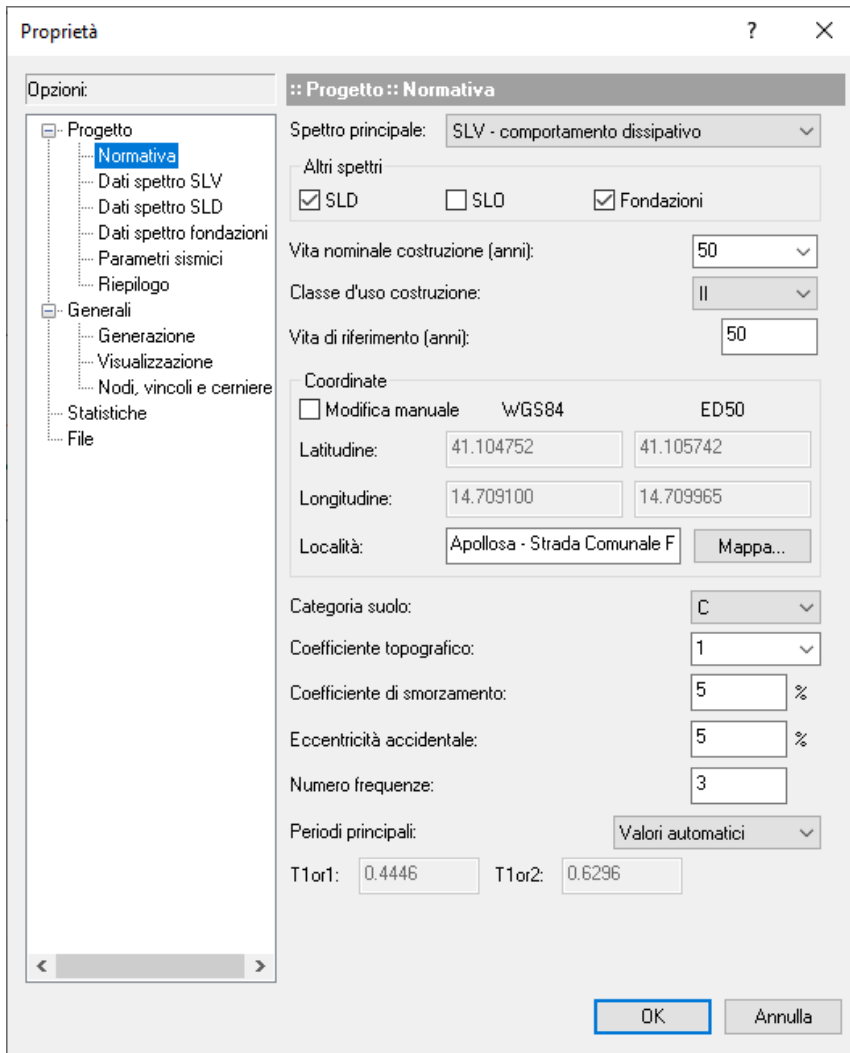 Proprietà ? ×
Opzioni:
Progetto
Normativa
Dati spettro SLV
Dati spettro SLD
Dati spettro fondazioni
Parametri sismici
Riepilogo
Generali
Generazione
Visualizzazione
Nodi, vincoli e cerniere
Statistiche
File
:: Progetto :: Normativa
Spettro principale: SLV - comportamento dissipativo
Altri spettri
SLD SLO Fondazioni
Vita nominale costruzione (anni): 50
Classe d'uso costruzione: II
Vita di riferimento (anni): 50
Coordinate
Modifica manuale WGS84 ED50
Latitudine: 41.104752 41.105742
Longitudine: 14.709100 14.709965
Località: Apollosa - Strada Comunale F Mappa...
Categoria suolo: C
Coefficiente topografico: 1
Coefficiente di smorzamento: 5 %
Eccentricità accidentale: 5 %
Numero frequenze: 3
Periodi principali: Valori automatici
T1or1: 0.4446 T1or2: 0.6296
OK Annulla